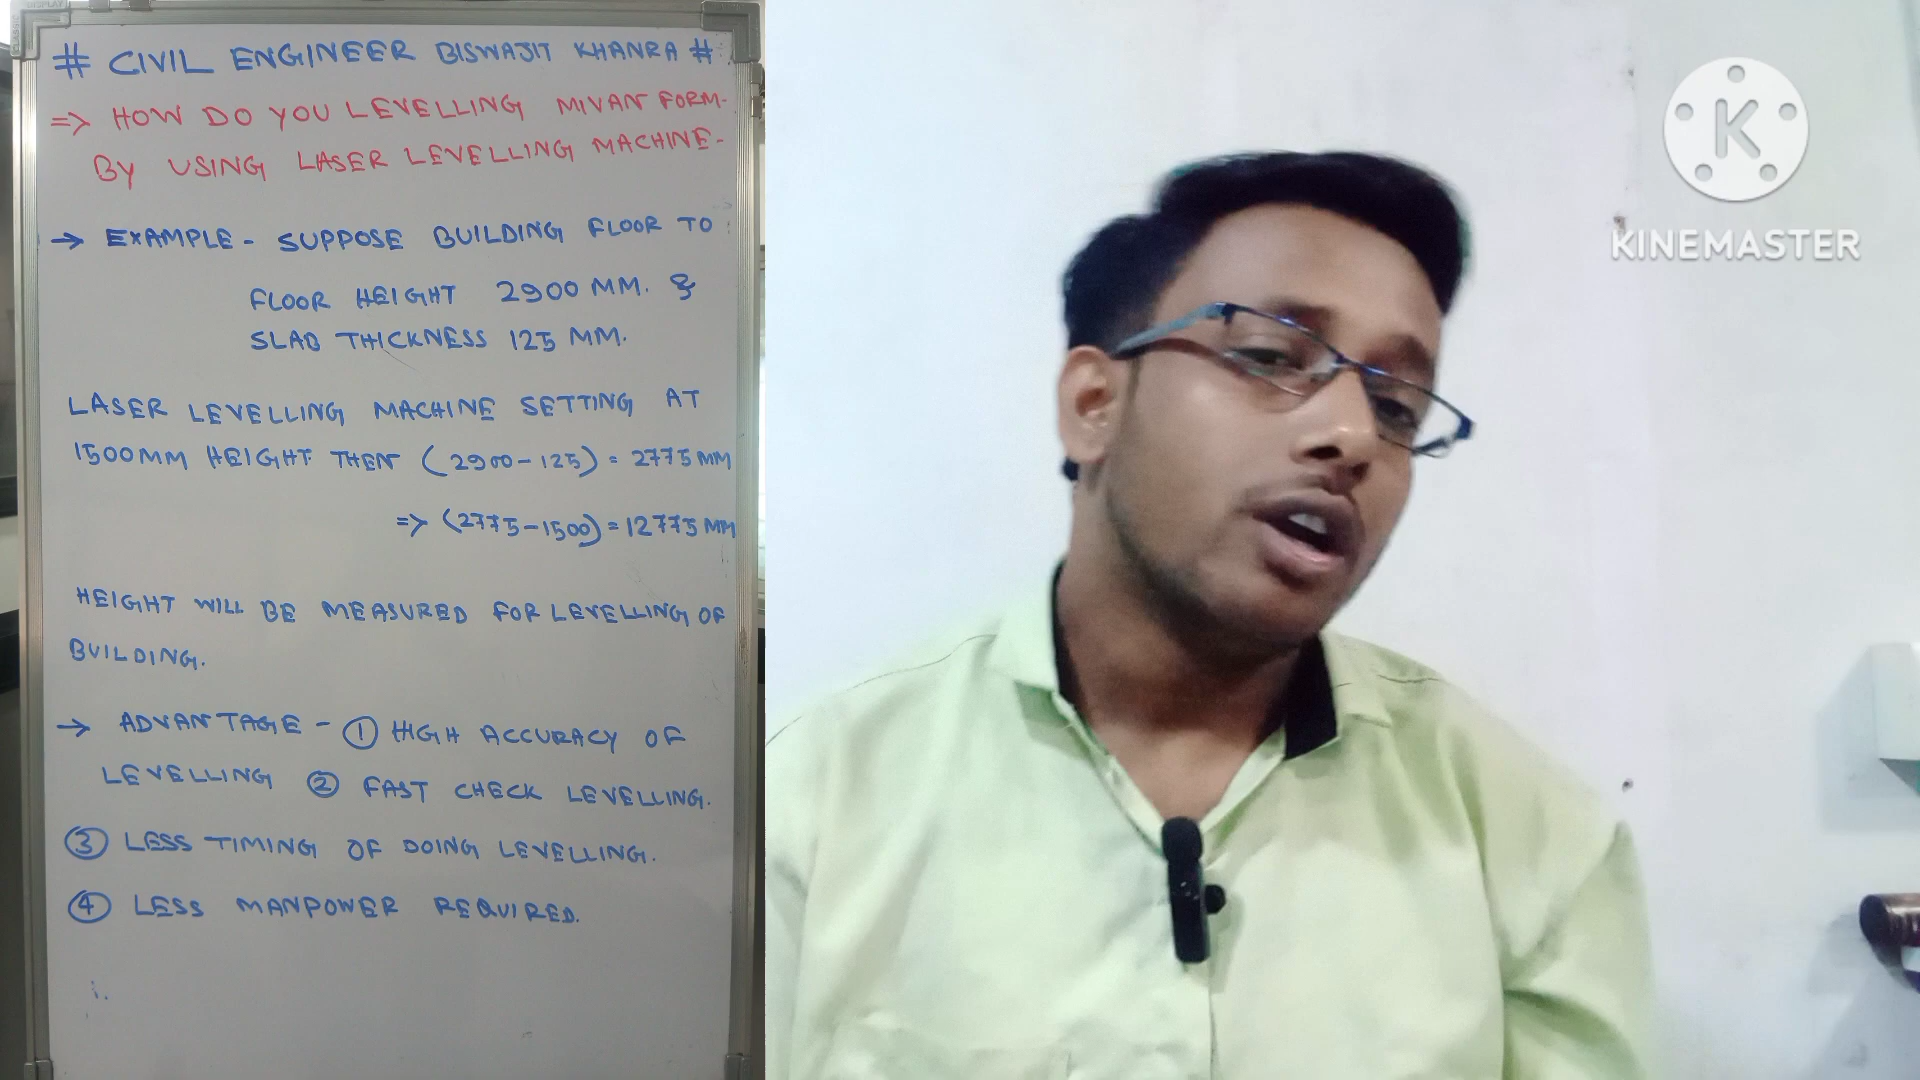 # CIVIL ENGINEER BISWAJIT KHANRA #
=> HOW DO YOU LEVELLING MIVAN FORM-
BY USING LASER LEVELLING MACHINE-
→ EXAMPLE - SUPPOSE BUILDING FLOOR TO
FLOOR HEIGHT 2900 MM. &
SLAB THICKNESS 125 MM.
LASER LEVELLING MACHINE SETTING AT
1500MM HEIGHT THEN (2900-125) = 2775 MM
=> (2775-1500) = 12775 MM
HEIGHT WILL BE MEASURED FOR LEVELLING OF
BUILDING.
→ ADVANTAGE - ① HIGH ACCURACY OF
LEVELLING ② FAST CHECK LEVELLING.
③ LESS TIMING OF DOING LEVELLING.
④ LESS MANPOWER REQUIRED.
K
KINEMASTER